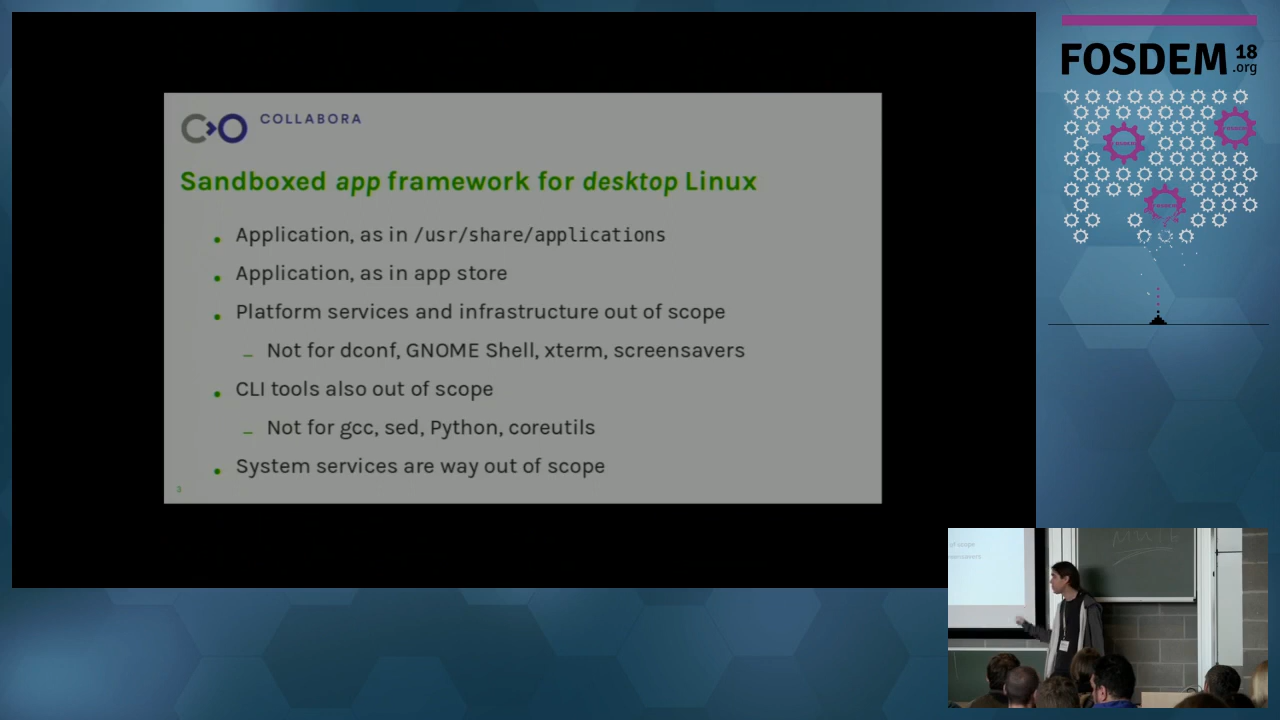 COLLABORA
Sandboxed app framework for desktop Linux
Application, as in /usr/share/applications
Application, as in app store
Platform services and infrastructure out of scope
Not for dconf, GNOME Shell, xterm, screensavers
CLI tools also out of scope
Not for gcc, sed, Python, coreutils
System services are way out of scope
3
FOSDEM 18
.org